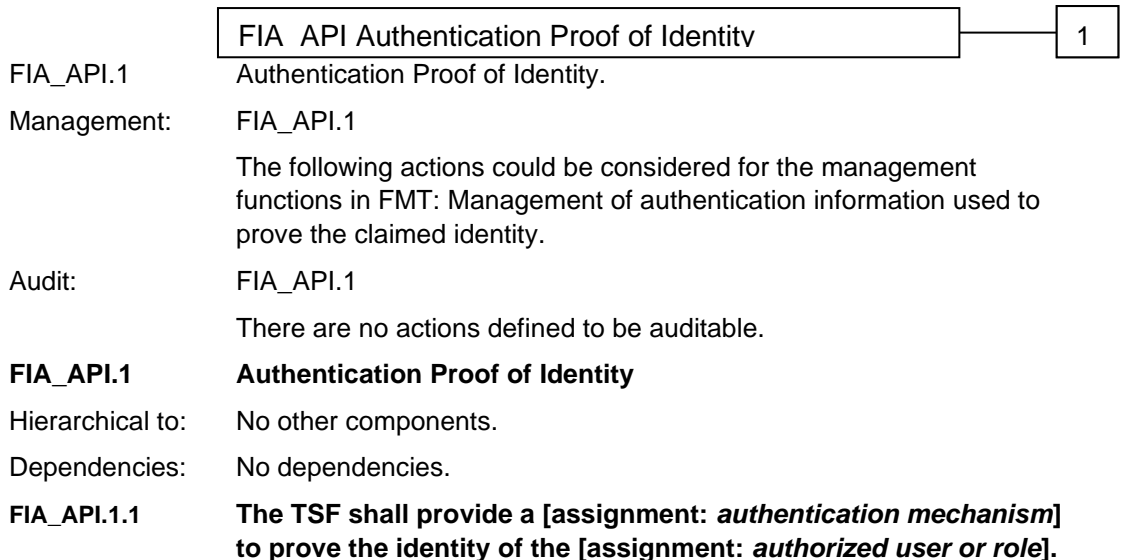 FIA_API Authentication Proof of Identity 1
FIA_API.1 Authentication Proof of Identity.
Management: FIA_API.1
The following actions could be considered for the management
functions in FMT: Management of authentication information used to
prove the claimed identity.
Audit: FIA_API.1
There are no actions defined to be auditable.
FIA_API.1 Authentication Proof of Identity
Hierarchical to: No other components.
Dependencies: No dependencies.
FIA_API.1.1 The TSF shall provide a [assignment: authentication mechanism]
to prove the identity of the [assignment: authorized user or role].